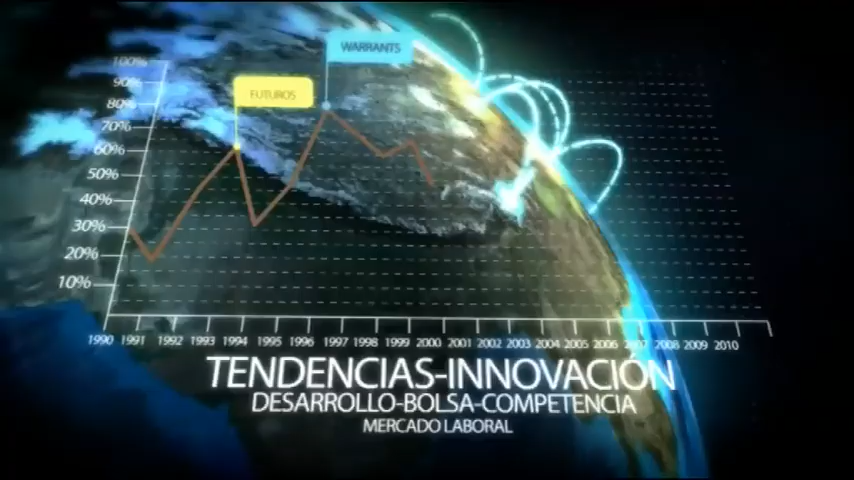 WARRANTS
FUTUROS
100%
90%
80%
70%
60%
50%
40%
30%
20%
10%
1990 1991 1992 1993 1994 1995 1996 1997 1998 1999 2000 2001 2002 2003 2004 2005 2006 2007 2008 2009 2010
TENDENCIAS-INNOVACIÓN
DESARROLLO-BOLSA-COMPETENCIA
MERCADO LABORAL